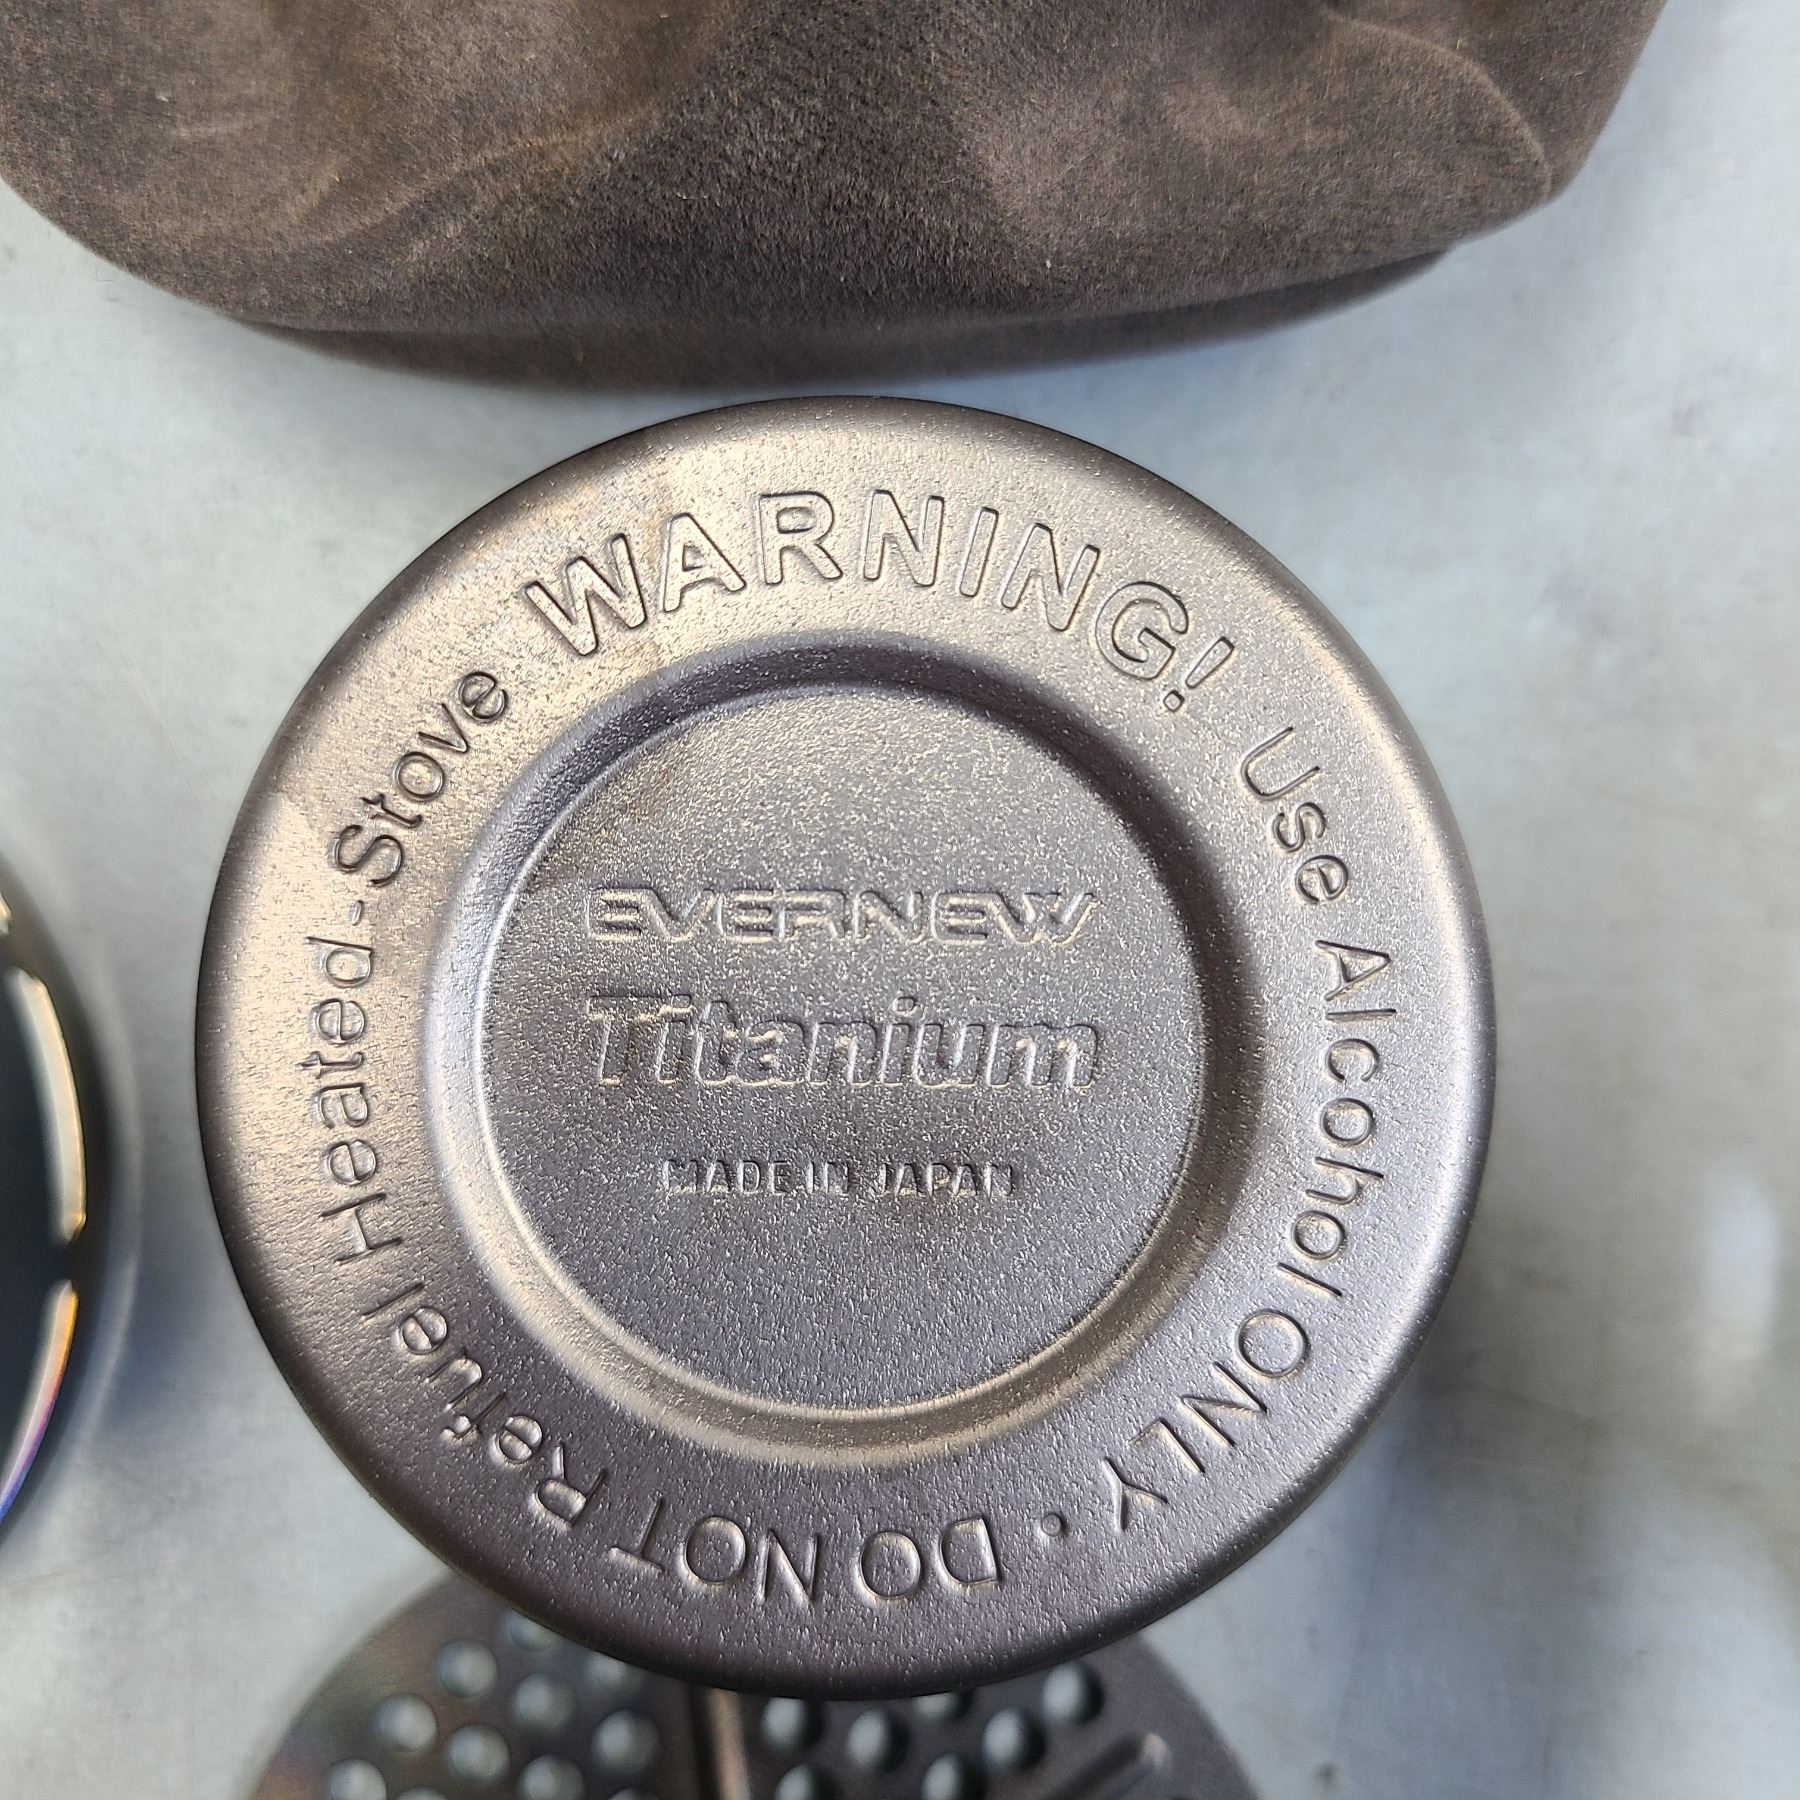 WARNING! Use Alcohol ONLY • DO NOT Refuel Heated-Stove
EVERNEW
Titanium
MADE IN JAPAN